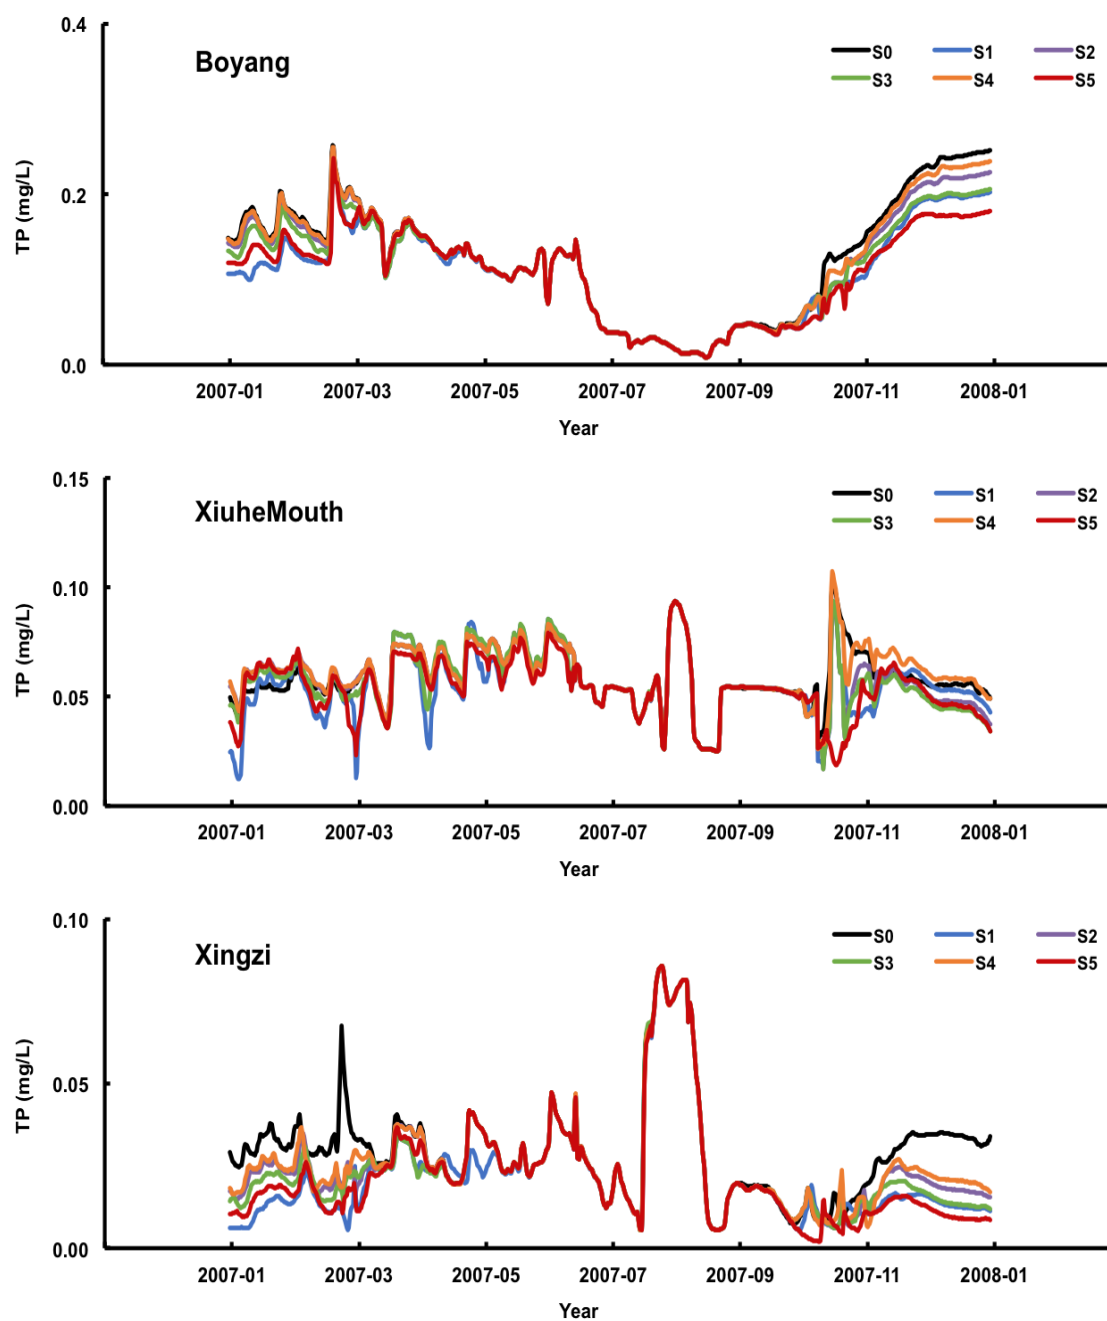 0.4
Boyang
S0 S1 S2
S3 S4 S5
TP (mg/L)
0.2
0.0
2007-01 2007-03 2007-05 2007-07 2007-09 2007-11 2008-01
Year
0.15
XiuheMouth
S0 S1 S2
S3 S4 S5
0.10
TP (mg/L)
0.05
0.00
2007-01 2007-03 2007-05 2007-07 2007-09 2007-11 2008-01
Year
0.10
Xingzi
S0 S1 S2
S3 S4 S5
TP (mg/L)
0.05
0.00
2007-01 2007-03 2007-05 2007-07 2007-09 2007-11 2008-01
Year